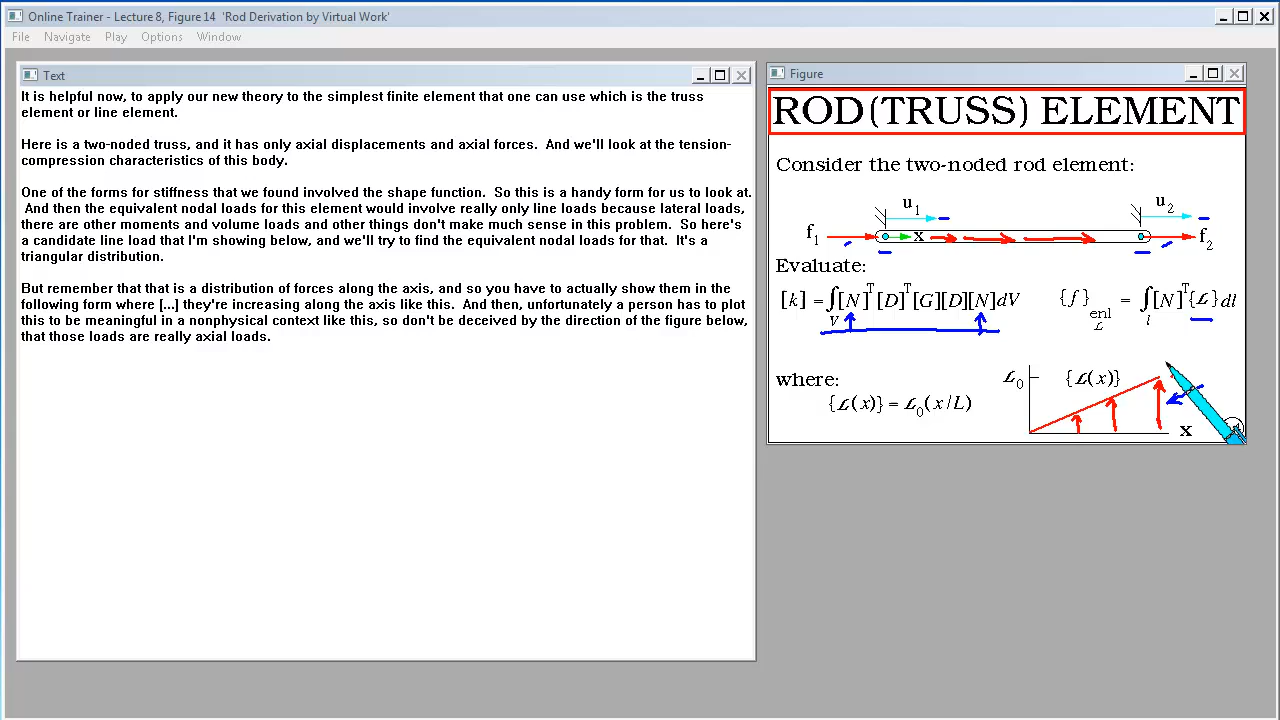 Online Trainer - Lecture 8, Figure 14 'Rod Derivation by Virtual Work'
File Navigate Play Options Window
Text
It is helpful now, to apply our new theory to the simplest finite element that one can use which is the truss
element or line element.
Here is a two-noded truss, and it has only axial displacements and axial forces. And we'll look at the tension-
compression characteristics of this body.
One of the forms for stiffness that we found involved the shape function. So this is a handy form for us to look at.
And then the equivalent nodal loads for this element would involve really only line loads because lateral loads,
there are other moments and volume loads and other things don't make much sense in this problem. So here's
a candidate line load that I'm showing below, and we'll try to find the equivalent nodal loads for that. It's a
triangular distribution.
But remember that that is a distribution of forces along the axis, and so you have to actually show them in the
following form where [...] they're increasing along the axis like this. And then, unfortunately a person has to plot
this to be meaningful in a nonphysical context like this, so don't be deceived by the direction of the figure below,
that those loads are really axial loads.
Figure
ROD(TRUSS) ELEMENT
Consider the two-noded rod element:
u₁ u₂
f₁ x f₂
Evaluate:
[k] = ∫V [N]ᵀ[D]ᵀ[G][D][N]dV {f} enl ℒ = ∫l [N]ᵀ{ℒ}dl
where:
ℒ₀ {ℒ(x)}
{ℒ(x)} = ℒ₀(x/L)
x